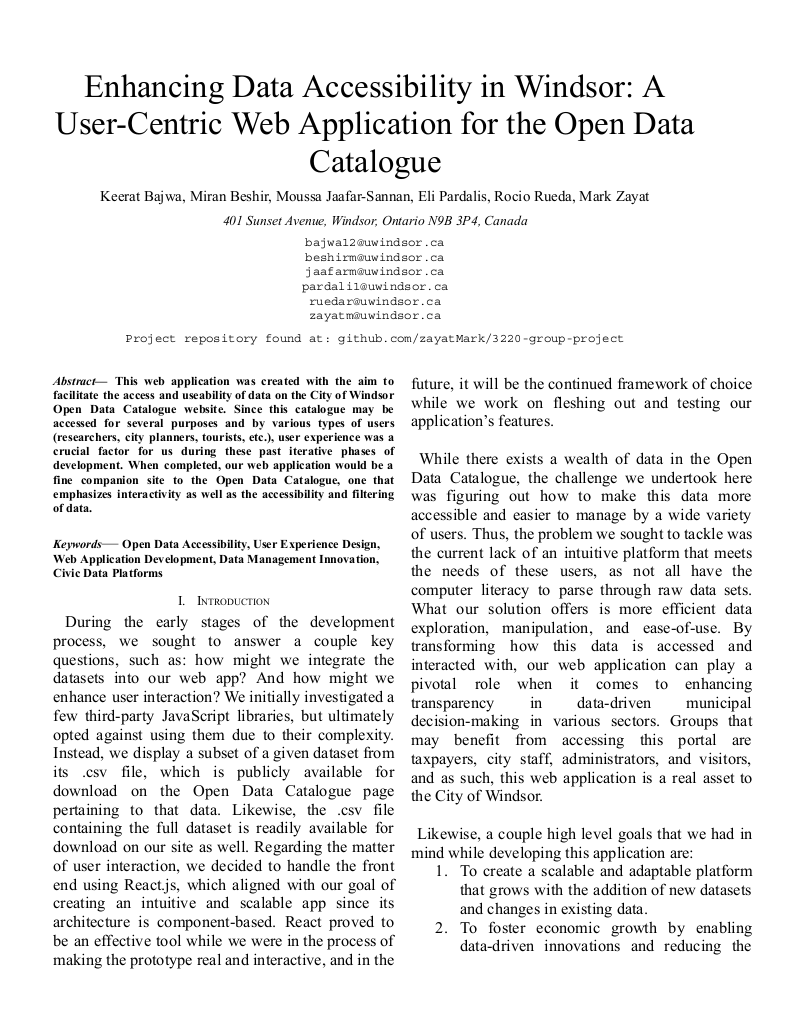 Enhancing Data Accessibility in Windsor: A
User-Centric Web Application for the Open Data
Catalogue
Keerat Bajwa, Miran Beshir, Moussa Jaafar-Sannan, Eli Pardalis, Rocio Rueda, Mark Zayat
401 Sunset Avenue, Windsor, Ontario N9B 3P4, Canada
bajwa12@uwindsor.ca
beshirm@uwindsor.ca
jaafarm@uwindsor.ca
pardali1@uwindsor.ca
ruedar@uwindsor.ca
zayatm@uwindsor.ca
Project repository found at: github.com/zayatMark/3220-group-project
Abstract— This web application was created with the aim to
facilitate the access and useability of data on the City of Windsor
Open Data Catalogue website. Since this catalogue may be
accessed for several purposes and by various types of users
(researchers, city planners, tourists, etc.), user experience was a
crucial factor for us during these past iterative phases of
development. When completed, our web application would be a
fine companion site to the Open Data Catalogue, one that
emphasizes interactivity as well as the accessibility and filtering
of data.
Keywords— Open Data Accessibility, User Experience Design,
Web Application Development, Data Management Innovation,
Civic Data Platforms
I. INTRODUCTION
During the early stages of the development
process, we sought to answer a couple key
questions, such as: how might we integrate the
datasets into our web app? And how might we
enhance user interaction? We initially investigated a
few third-party JavaScript libraries, but ultimately
opted against using them due to their complexity.
Instead, we display a subset of a given dataset from
its .csv file, which is publicly available for
download on the Open Data Catalogue page
pertaining to that data. Likewise, the .csv file
containing the full dataset is readily available for
download on our site as well. Regarding the matter
of user interaction, we decided to handle the front
end using React.js, which aligned with our goal of
creating an intuitive and scalable app since its
architecture is component-based. React proved to
be an effective tool while we were in the process of
making the prototype real and interactive, and in the
future, it will be the continued framework of choice
while we work on fleshing out and testing our
application's features.
While there exists a wealth of data in the Open
Data Catalogue, the challenge we undertook here
was figuring out how to make this data more
accessible and easier to manage by a wide variety
of users. Thus, the problem we sought to tackle was
the current lack of an intuitive platform that meets
the needs of these users, as not all have the
computer literacy to parse through raw data sets.
What our solution offers is more efficient data
exploration, manipulation, and ease-of-use. By
transforming how this data is accessed and
interacted with, our web application can play a
pivotal role when it comes to enhancing
transparency in data-driven municipal
decision-making in various sectors. Groups that
may benefit from accessing this portal are
taxpayers, city staff, administrators, and visitors,
and as such, this web application is a real asset to
the City of Windsor.
Likewise, a couple high level goals that we had in
mind while developing this application are:
1. To create a scalable and adaptable platform
that grows with the addition of new datasets
and changes in existing data.
2. To foster economic growth by enabling
data-driven innovations and reducing the